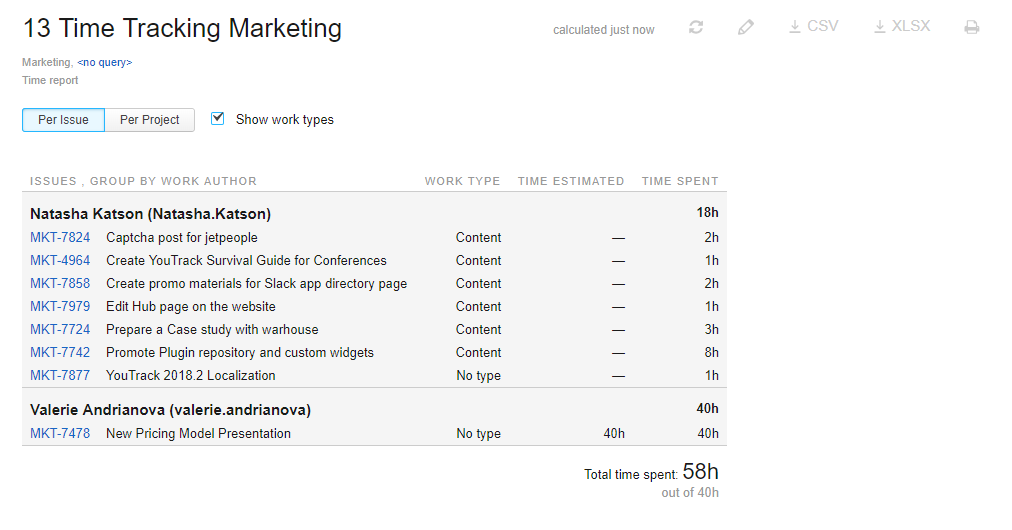 13 Time Tracking Marketing
calculated just now
CSV
XLSX
Marketing, <no query>
Time report
Per Issue Per Project Show work types
ISSUES , GROUP BY WORK AUTHOR WORK TYPE TIME ESTIMATED TIME SPENT
Natasha Katson (Natasha.Katson) 18h
MKT-7824 Captcha post for jetpeople Content — 2h
MKT-4964 Create YouTrack Survival Guide for Conferences Content — 1h
MKT-7858 Create promo materials for Slack app directory page Content — 2h
MKT-7979 Edit Hub page on the website Content — 1h
MKT-7724 Prepare a Case study with warhouse Content — 3h
MKT-7742 Promote Plugin repository and custom widgets Content — 8h
MKT-7877 YouTrack 2018.2 Localization No type — 1h
Valerie Andrianova (valerie.andrianova) 40h
MKT-7478 New Pricing Model Presentation No type 40h 40h
Total time spent: 58h
out of 40h